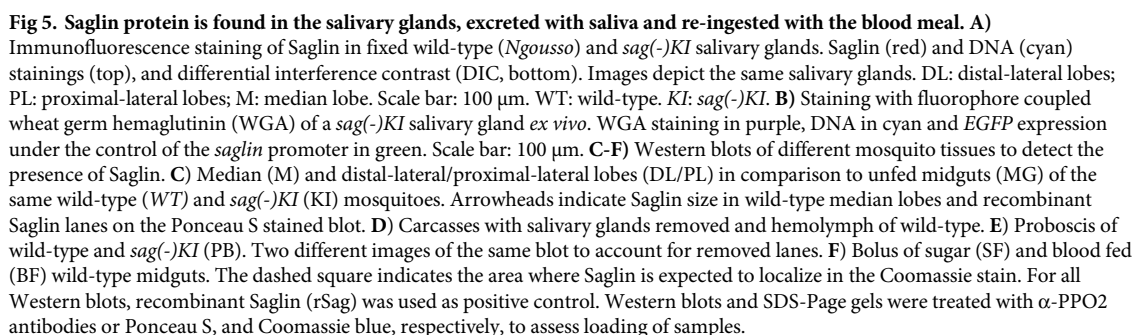 Fig 5. Saglin protein is found in the salivary glands, excreted with saliva and re-ingested with the blood meal. A)
Immunofluorescence staining of Saglin in fixed wild-type (Ngousso) and sag(-)KI salivary glands. Saglin (red) and DNA (cyan)
stainings (top), and differential interference contrast (DIC, bottom). Images depict the same salivary glands. DL: distal-lateral lobes;
PL: proximal-lateral lobes; M: median lobe. Scale bar: 100 μm. WT: wild-type. KI: sag(-)KI. B) Staining with fluorophore coupled
wheat germ hemaglutinin (WGA) of a sag(-)KI salivary gland ex vivo. WGA staining in purple, DNA in cyan and EGFP expression
under the control of the saglin promoter in green. Scale bar: 100 μm. C-F) Western blots of different mosquito tissues to detect the
presence of Saglin. C) Median (M) and distal-lateral/proximal-lateral lobes (DL/PL) in comparison to unfed midguts (MG) of the
same wild-type (WT) and sag(-)KI (KI) mosquitoes. Arrowheads indicate Saglin size in wild-type median lobes and recombinant
Saglin lanes on the Ponceau S stained blot. D) Carcasses with salivary glands removed and hemolymph of wild-type. E) Proboscis of
wild-type and sag(-)KI (PB). Two different images of the same blot to account for removed lanes. F) Bolus of sugar (SF) and blood fed
(BF) wild-type midguts. The dashed square indicates the area where Saglin is expected to localize in the Coomassie stain. For all
Western blots, recombinant Saglin (rSag) was used as positive control. Western blots and SDS-Page gels were treated with α-PPO2
antibodies or Ponceau S, and Coomassie blue, respectively, to assess loading of samples.